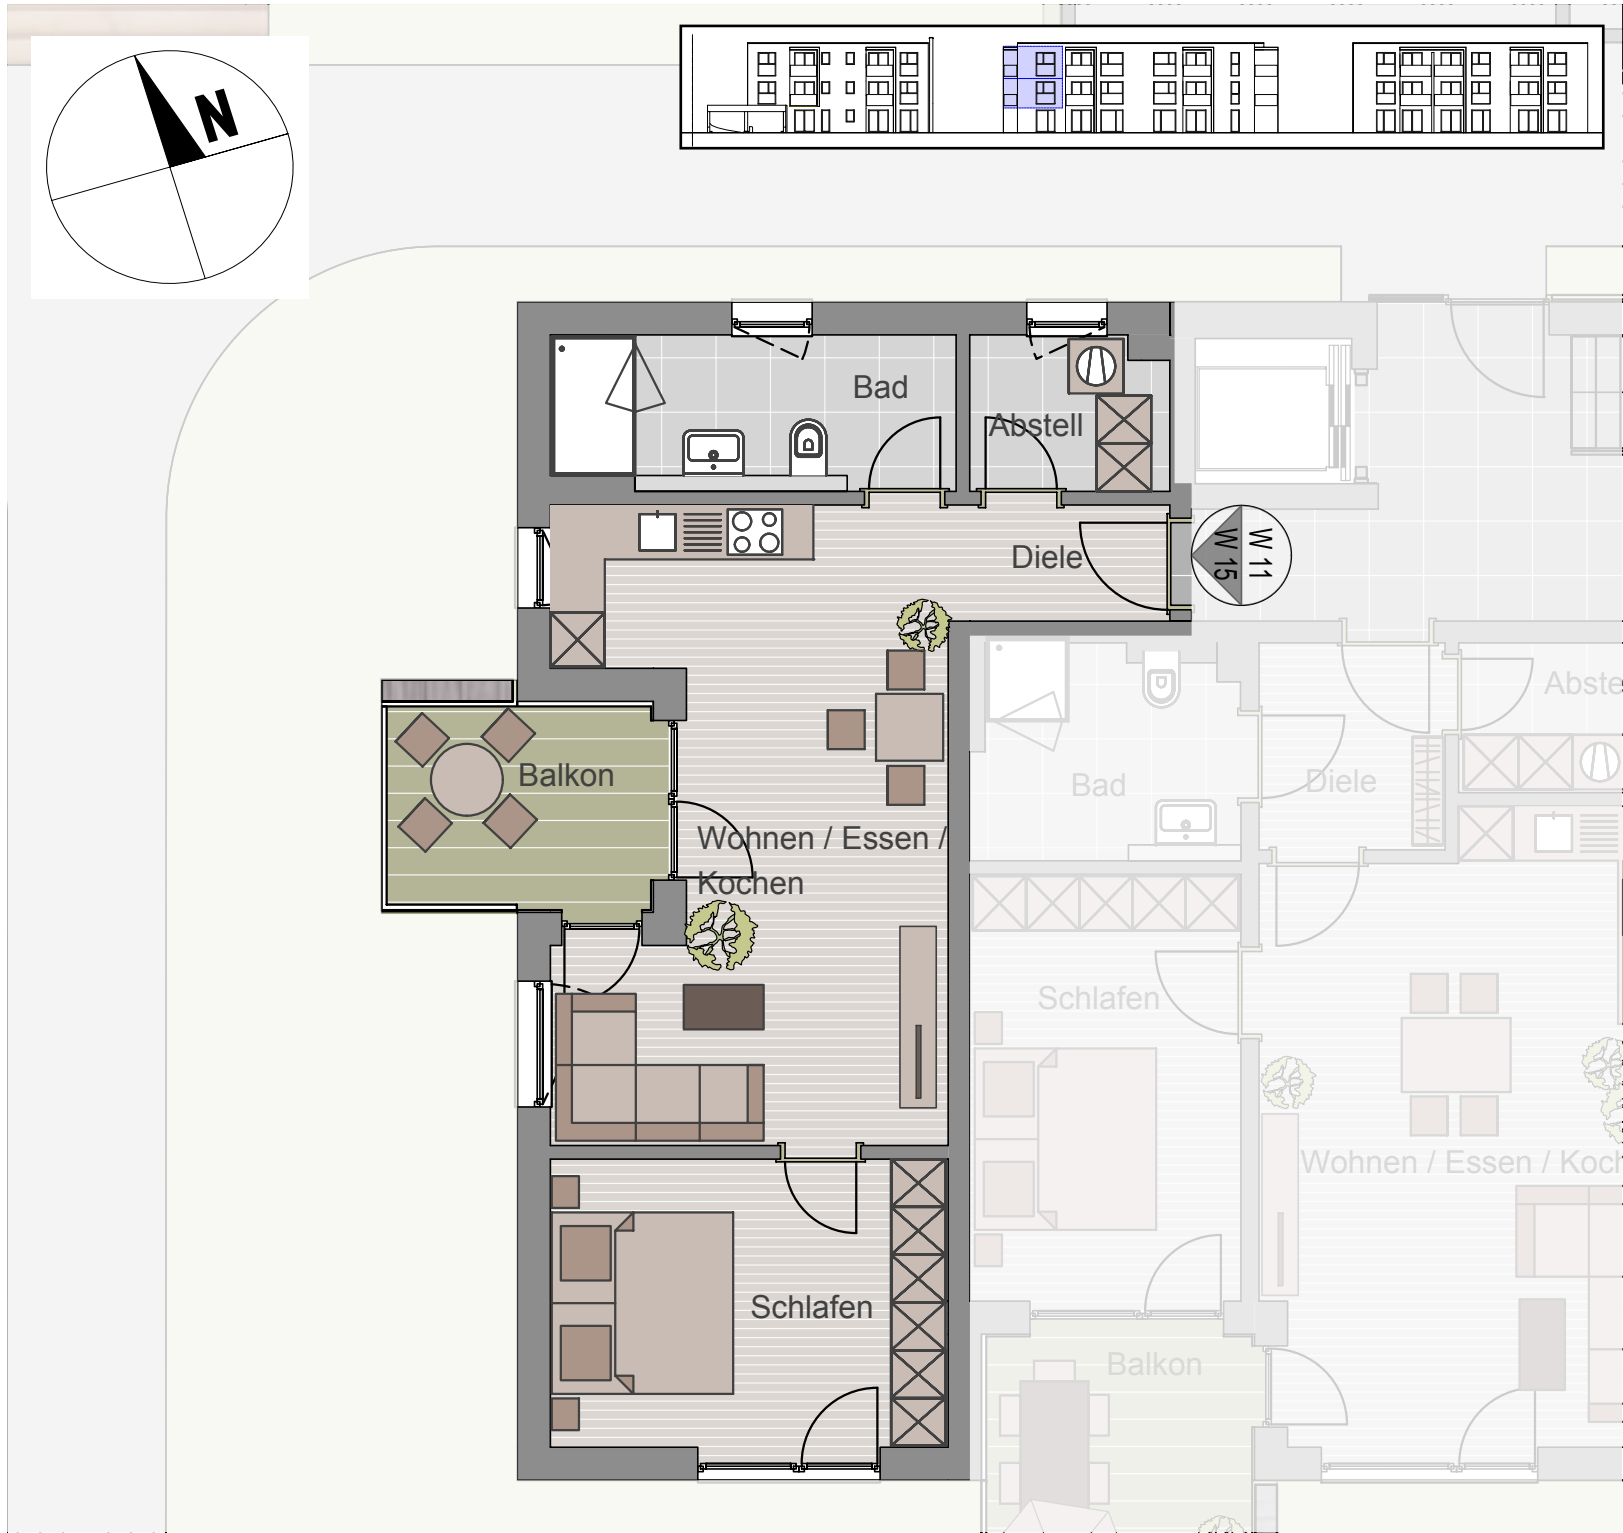 N
Bad
Abstell
Diele
W 11
W 15
Abste
Balkon
Bad
Diele
Wohnen / Essen /
Kochen
Schlafen
Wohnen / Essen / Koch
Schlafen
Balkon